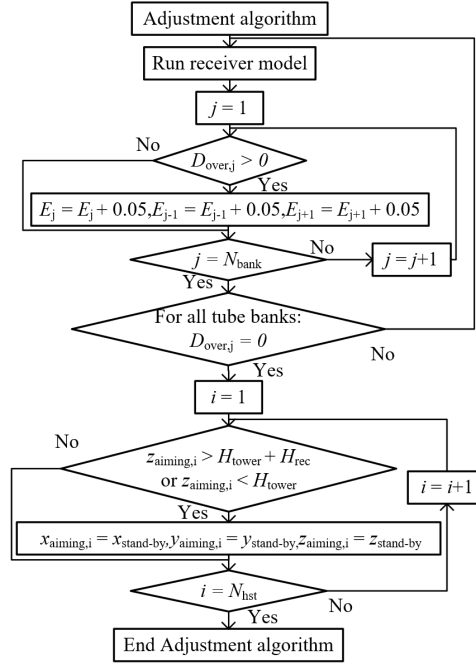 Adjustment algorithm
Run receiver model
j = 1
No
D_over,j > 0
Yes
E_j = E_j + 0.05,E_j-1 = E_j-1 + 0.05,E_j+1 = E_j+1 + 0.05
No
j = N_bank
j = j+1
Yes
For all tube banks:
D_over,j = 0
No
Yes
i = 1
No
z_aiming,i > H_tower + H_rec
or z_aiming,i < H_tower
i = i+1
Yes
x_aiming,i = x_stand-by,y_aiming,i = y_stand-by,z_aiming,i = z_stand-by
i = N_hst
No
Yes
End Adjustment algorithm